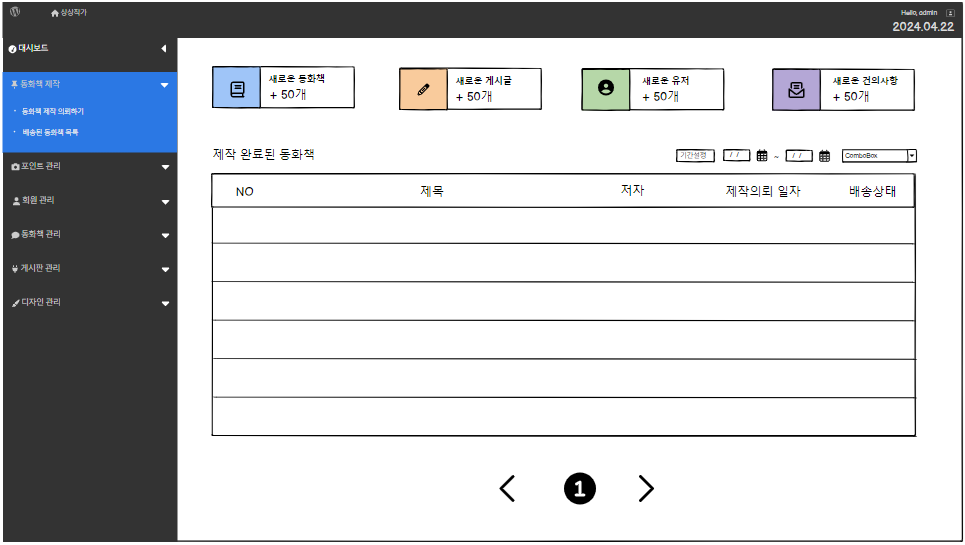 상상작가
Hello, admin
2024.04.22
대시보드
동화책 제작
· 동화책 제작 의뢰하기
· 배송된 동화책 목록
포인트 관리
회원 관리
동화책 관리
게시판 관리
디자인 관리
새로운 동화책
+ 50개
새로운 게시글
+ 50개
새로운 유저
+ 50개
새로운 건의사항
+ 50개
제작 완료된 동화책
기간설정 / / ~ / / ComboBox
NO 제목 저자 제작의뢰 일자 배송상태
1